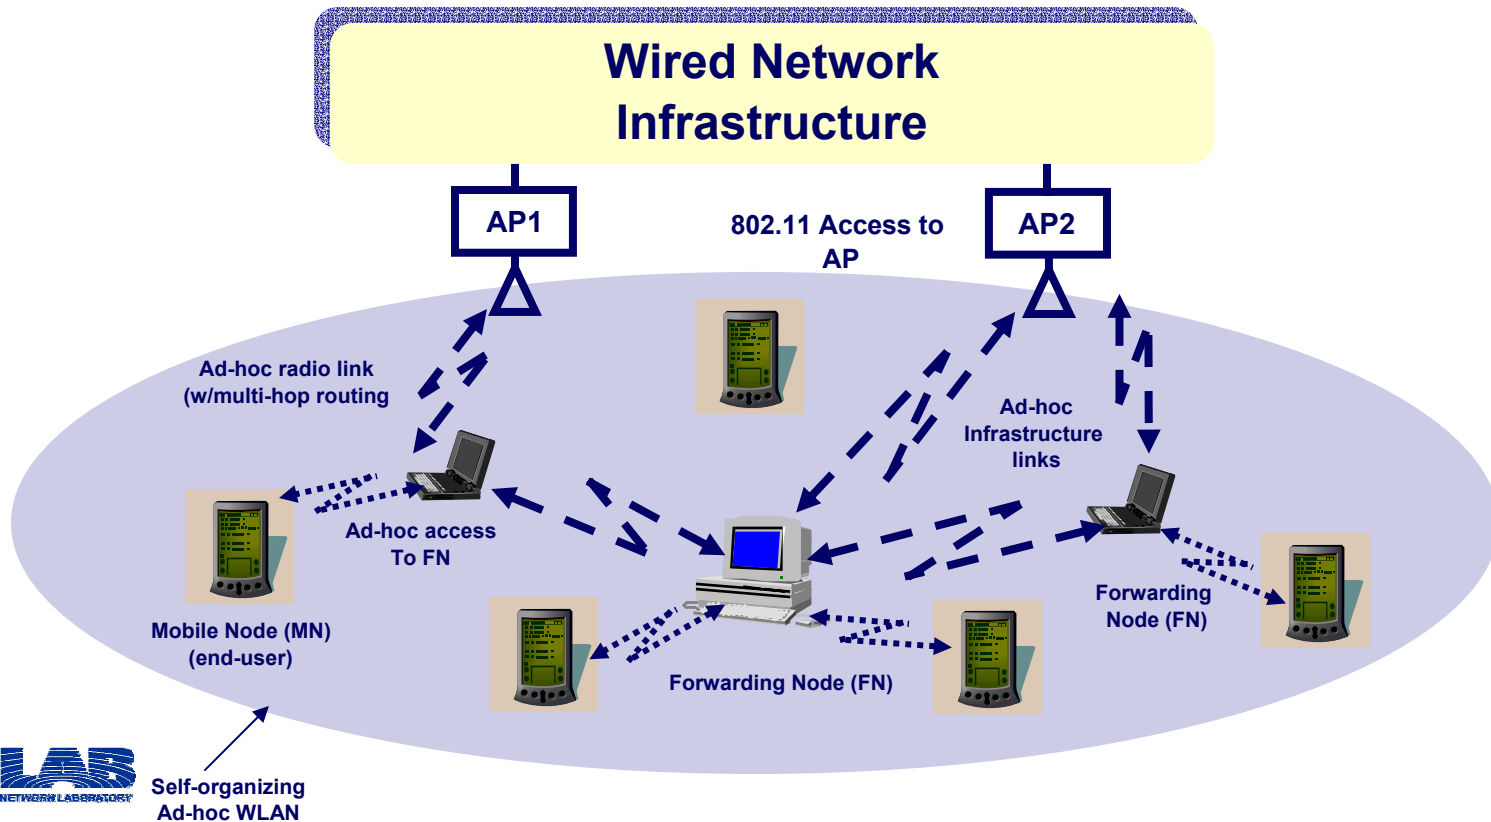 Wired Network
Infrastructure
AP1
802.11 Access to
AP
AP2
Ad-hoc radio link
(w/multi-hop routing
Ad-hoc
Infrastructure
links
Ad-hoc access
To FN
Mobile Node (MN)
(end-user)
Forwarding
Node (FN)
Forwarding Node (FN)
LAB
NETWORK LABORATORY
Self-organizing
Ad-hoc WLAN